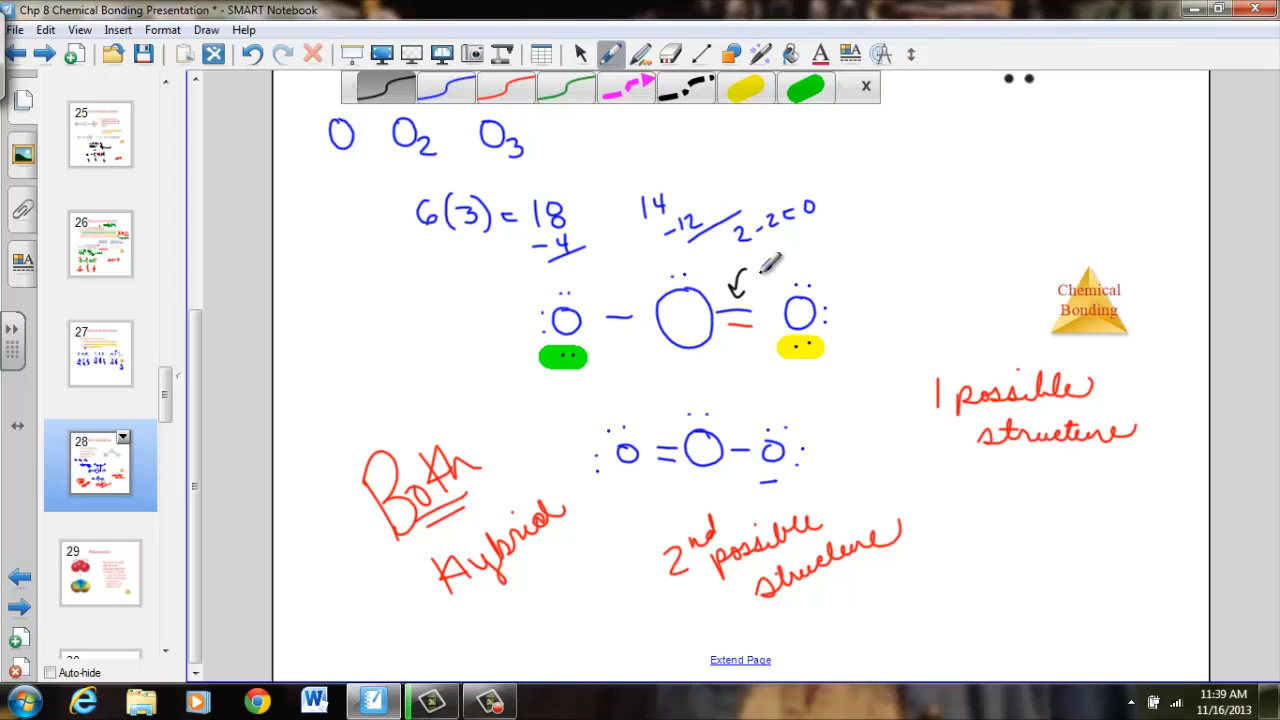 Chp 8 Chemical Bonding Presentation * - SMART Notebook
File Edit View Insert Format Draw Help
25
26
27
28
29
30
Auto-hide
O O2 O3
6(3) = 18
- 4
14
- 12
2 - 2 = 0
O - O = O
O = O - O
Chemical
Bonding
1 possible
structure
Both
Hybrid
2nd possible
structure
Extend Page
11:39 AM
11/16/2013